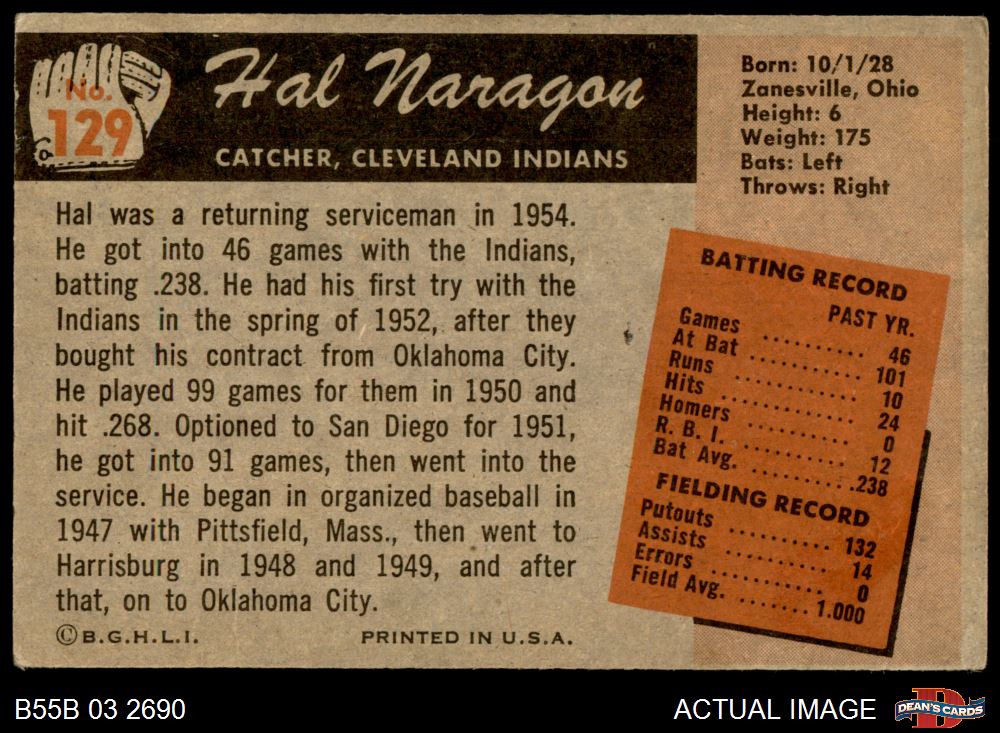 No.
129
Hal Naragon
CATCHER, CLEVELAND INDIANS
Born: 10/1/28
Zanesville, Ohio
Height: 6
Weight: 175
Bats: Left
Throws: Right
Hal was a returning serviceman in 1954.
He got into 46 games with the Indians,
batting .238. He had his first try with the
Indians in the spring of 1952, after they
bought his contract from Oklahoma City.
He played 99 games for them in 1950 and
hit .268. Optioned to San Diego for 1951,
he got into 91 games, then went into the
service. He began in organized baseball in
1947 with Pittsfield, Mass., then went to
Harrisburg in 1948 and 1949, and after
that, on to Oklahoma City.
©B.G.H.L.I. PRINTED IN U.S.A.
BATTING RECORD
PAST YR.
Games .......... 46
At Bat .......... 101
Runs .......... 10
Hits .......... 24
Homers .......... 0
R. B. I. .......... 12
Bat Avg. .......... .238
FIELDING RECORD
Putouts .......... 132
Assists .......... 14
Errors .......... 0
Field Avg. ........ 1.000
B55B 03 2690
ACTUAL IMAGE
D
DEAN'S CARDS